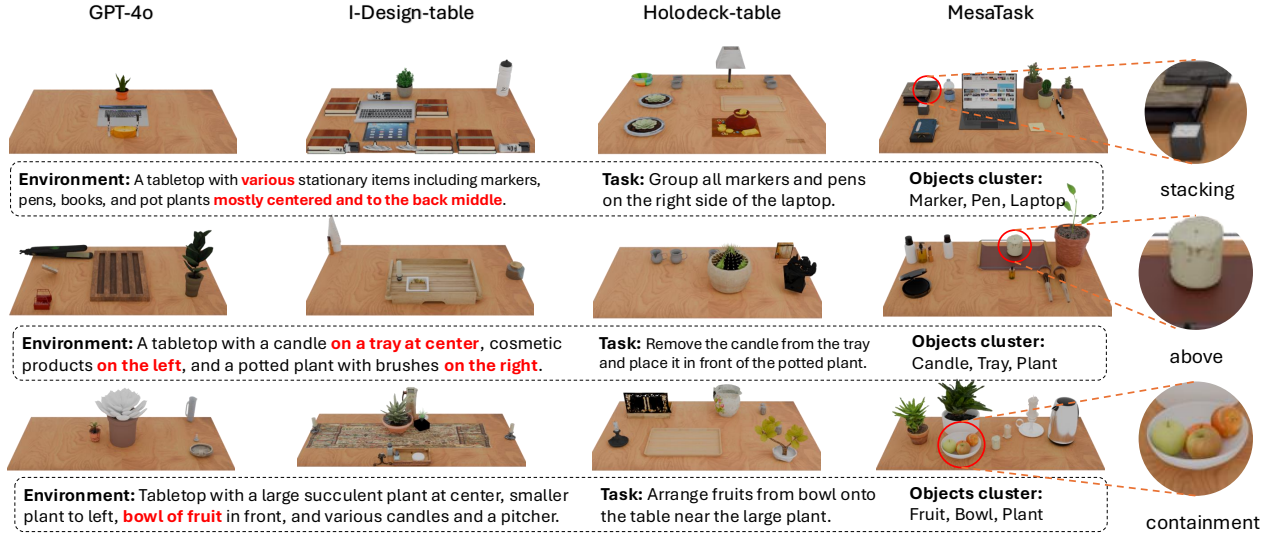 GPT-4o I-Design-table Holodeck-table MesaTask
Environment: A tabletop with various stationary items including markers,
pens, books, and pot plants mostly centered and to the back middle.
Task: Group all markers and pens
on the right side of the laptop.
Objects cluster:
Marker, Pen, Laptop
stacking
Environment: A tabletop with a candle on a tray at center, cosmetic
products on the left, and a potted plant with brushes on the right.
Task: Remove the candle from the tray
and place it in front of the potted plant.
Objects cluster:
Candle, Tray, Plant
above
Environment: Tabletop with a large succulent plant at center, smaller
plant to left, bowl of fruit in front, and various candles and a pitcher.
Task: Arrange fruits from bowl onto
the table near the large plant.
Objects cluster:
Fruit, Bowl, Plant
containment